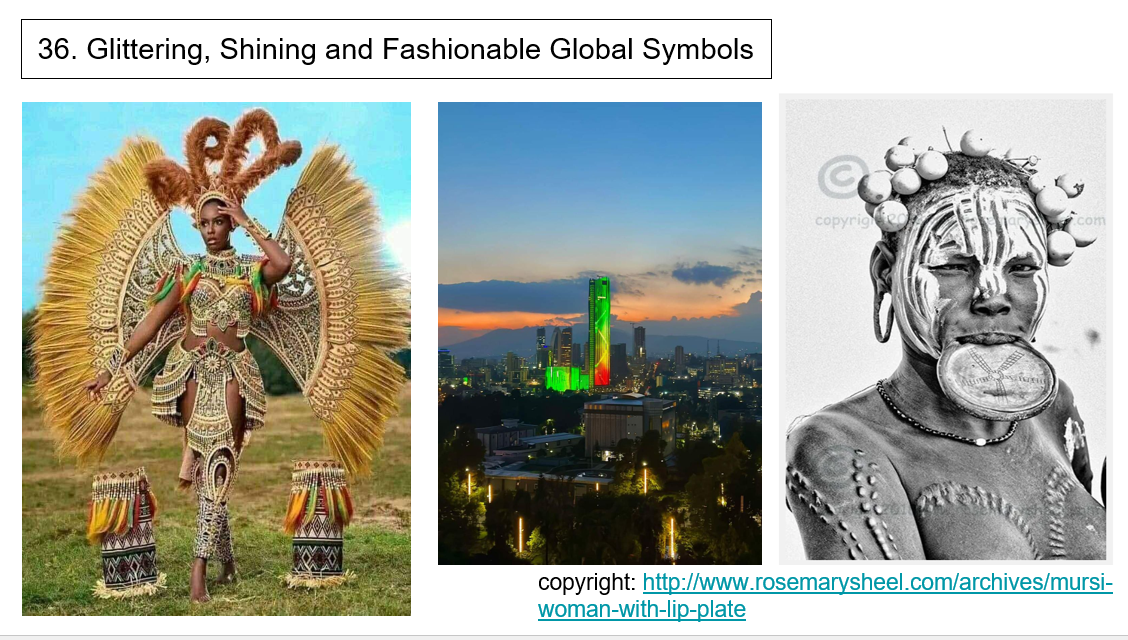 36. Glittering, Shining and Fashionable Global Symbols
©
copyright: http://www.rosemarysheel.com/archives/mursi-
woman-with-lip-plate